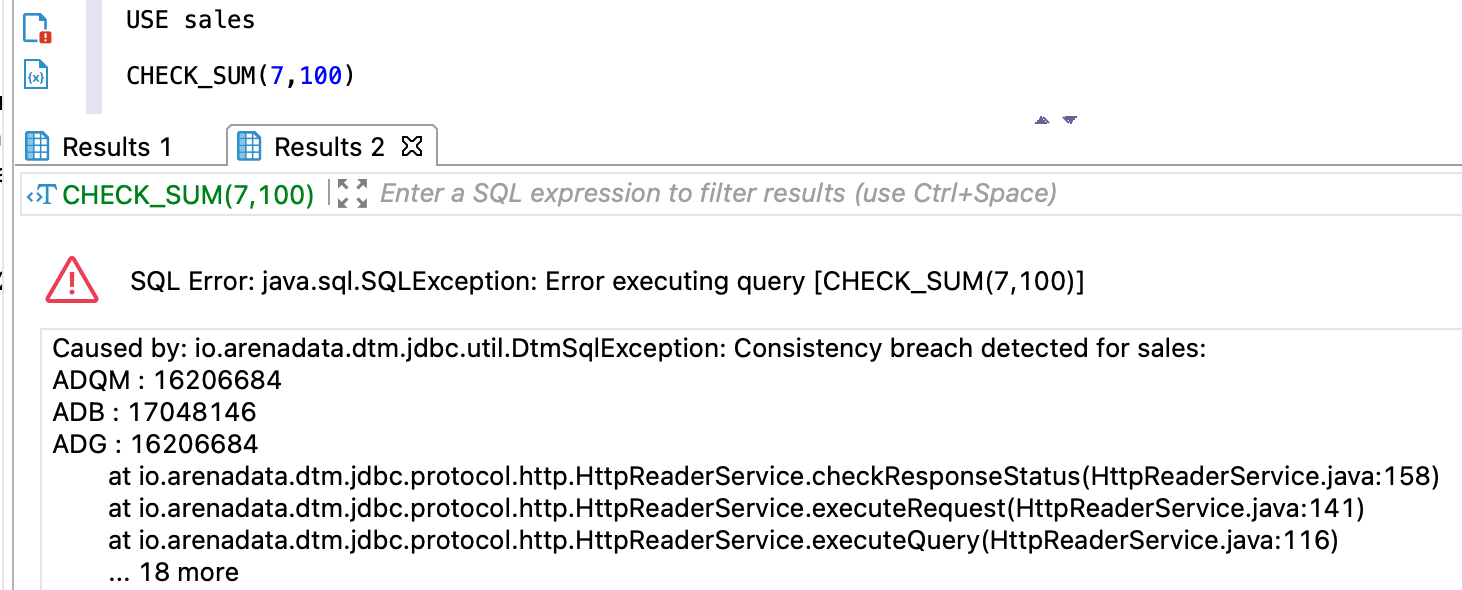 USE sales
CHECK_SUM(7,100)
Results 1
Results 2
CHECK_SUM(7,100)
Enter a SQL expression to filter results (use Ctrl+Space)
SQL Error: java.sql.SQLException: Error executing query [CHECK_SUM(7,100)]
Caused by: io.arenadata.dtm.jdbc.util.DtmSqlException: Consistency breach detected for sales:
ADQM : 16206684
ADB : 17048146
ADG : 16206684
at io.arenadata.dtm.jdbc.protocol.http.HttpReaderService.checkResponseStatus(HttpReaderService.java:158)
at io.arenadata.dtm.jdbc.protocol.http.HttpReaderService.executeRequest(HttpReaderService.java:141)
at io.arenadata.dtm.jdbc.protocol.http.HttpReaderService.executeQuery(HttpReaderService.java:116)
... 18 more